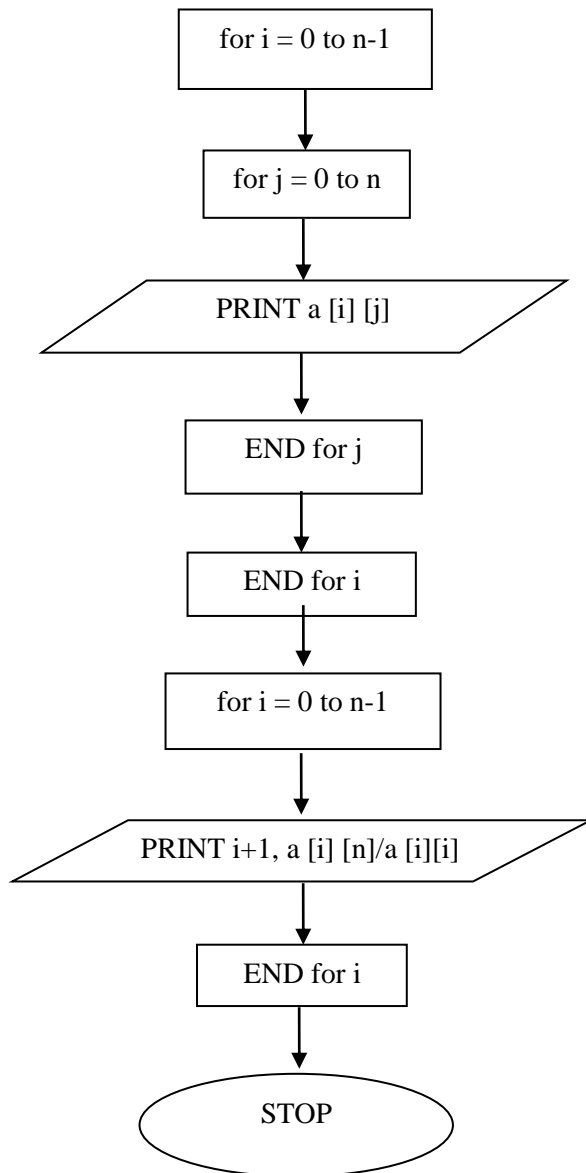 for i = 0 to n-1
for j = 0 to n
PRINT a [i] [j]
END for j
END for i
for i = 0 to n-1
PRINT i+1, a [i] [n]/a [i][i]
END for i
STOP